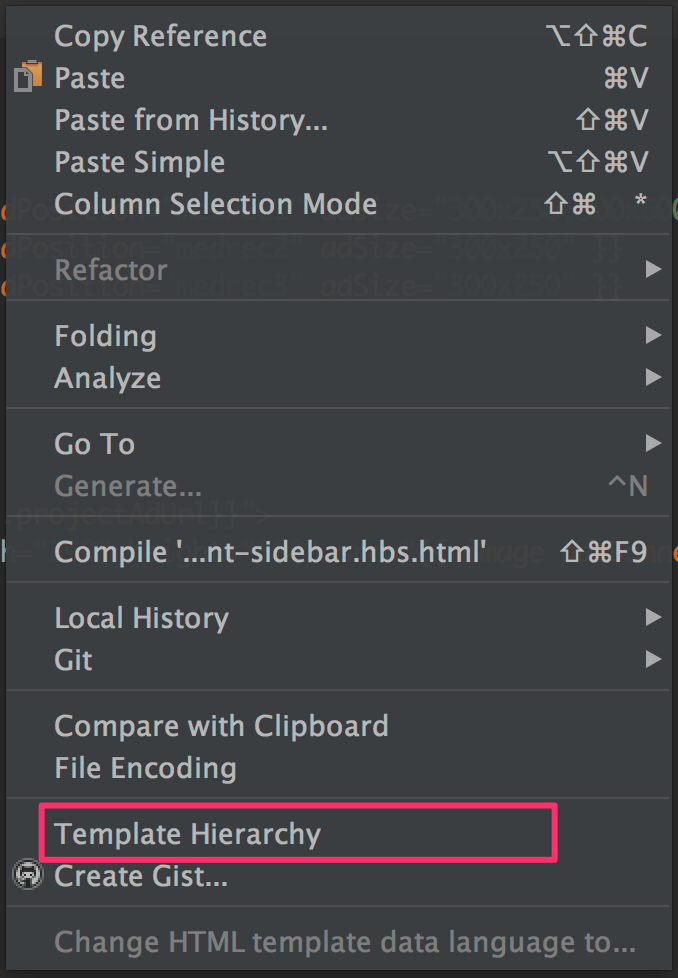 Copy Reference ⌥⇧⌘C
Paste ⌘V
Paste from History... ⇧⌘V
Paste Simple ⌥⇧⌘V
Column Selection Mode ⇧⌘ *
Refactor
Folding
Analyze
Go To
Generate... ^N
Compile '...nt-sidebar.hbs.html' ⇧⌘F9
Local History
Git
Compare with Clipboard
File Encoding
Template Hierarchy
Create Gist...
Change HTML template data language to...